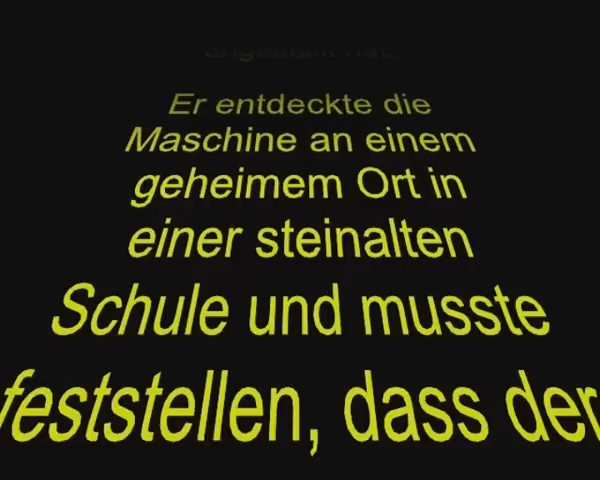 Er entdeckte die
Maschine an einem
geheimem Ort in
einer steinalten
Schule und musste
feststellen, dass der